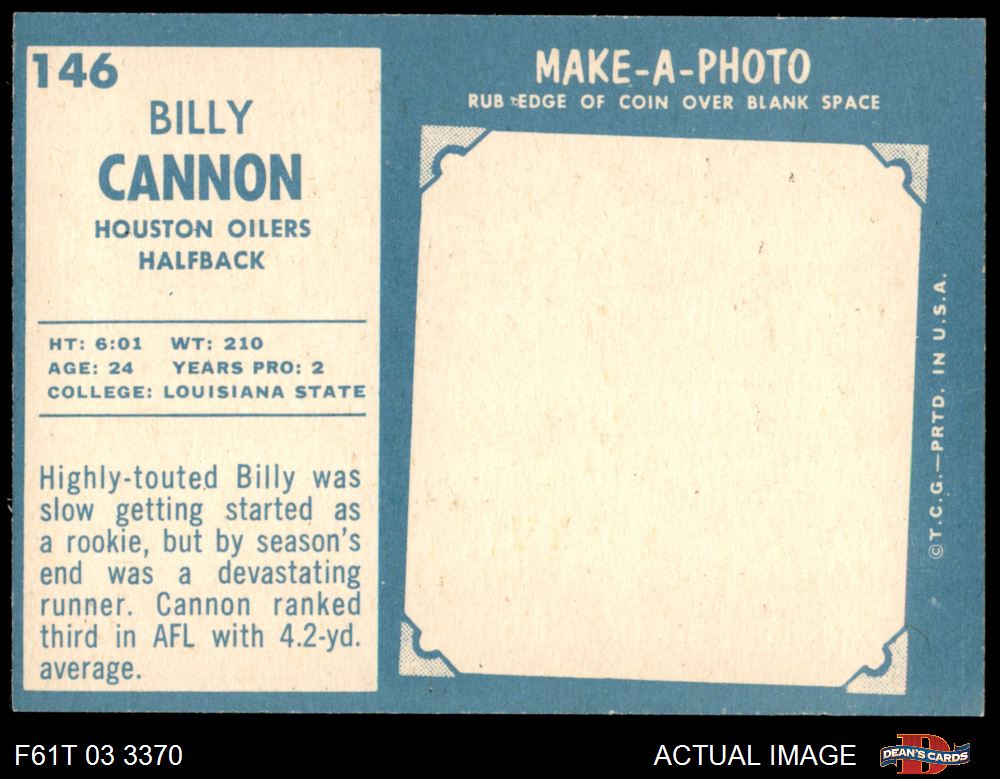 146
BILLY
CANNON
HOUSTON OILERS
HALFBACK
HT: 6:01 WT: 210
AGE: 24 YEARS PRO: 2
COLLEGE: LOUISIANA STATE
Highly-touted Billy was
slow getting started as
a rookie, but by season's
end was a devastating
runner. Cannon ranked
third in AFL with 4.2-yd.
average.
MAKE-A-PHOTO
RUB EDGE OF COIN OVER BLANK SPACE
©T.C.G.—PRTD. IN U.S.A.
F61T 03 3370
ACTUAL IMAGE
DEAN'S CARDS